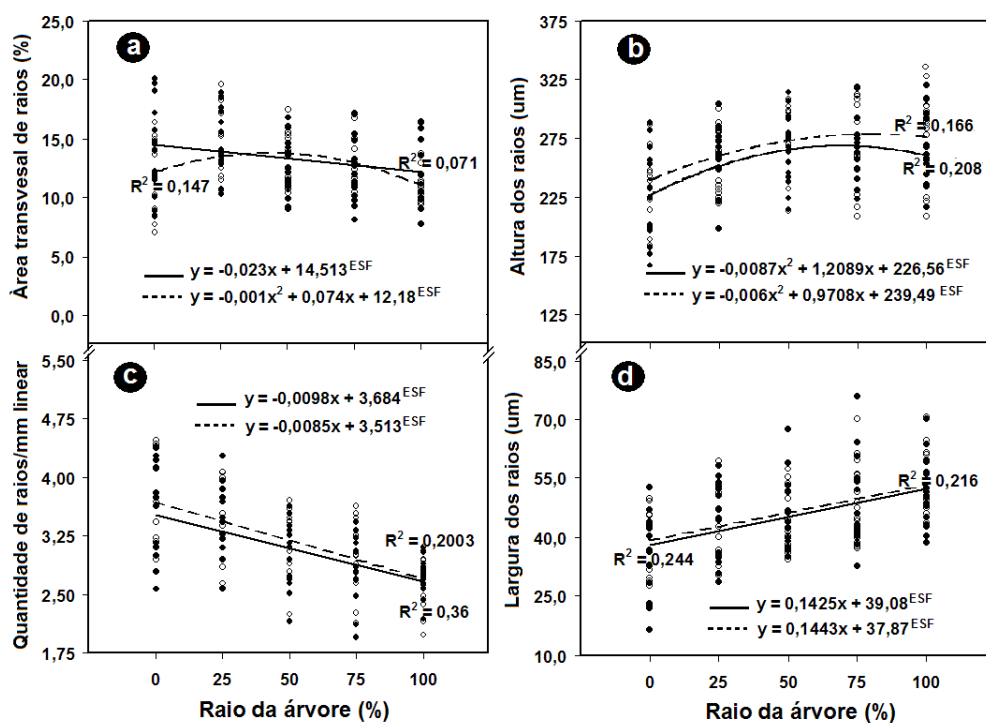 a
Àrea transvesal de raios (%)
25,0
20,0
15,0
10,0
5,0
0,0
R² = 0,147
R² = 0,071
y = -0,023x + 14,513 ESF
y = -0,001x² + 0,074x + 12,18 ESF
b
Altura dos raios (um)
375
325
275
225
175
125
R² = 0,166
R² = 0,208
y = -0,0087x² + 1,2089x + 226,56 ESF
y = -0,006x² + 0,9708x + 239,49 ESF
c
Quantidade de raios/mm linear
5,50
4,75
4,00
3,25
2,50
1,75
y = -0,0098x + 3,684 ESF
y = -0,0085x + 3,513 ESF
R² = 0,2003
R² = 0,36
0 25 50 75 100
Raio da árvore (%)
d
Largura dos raios (um)
85,0
70,0
55,0
40,0
25,0
10,0
R² = 0,216
R² = 0,244
y = 0,1425x + 39,08 ESF
y = 0,1443x + 37,87 ESF
0 25 50 75 100
Raio da árvore (%)